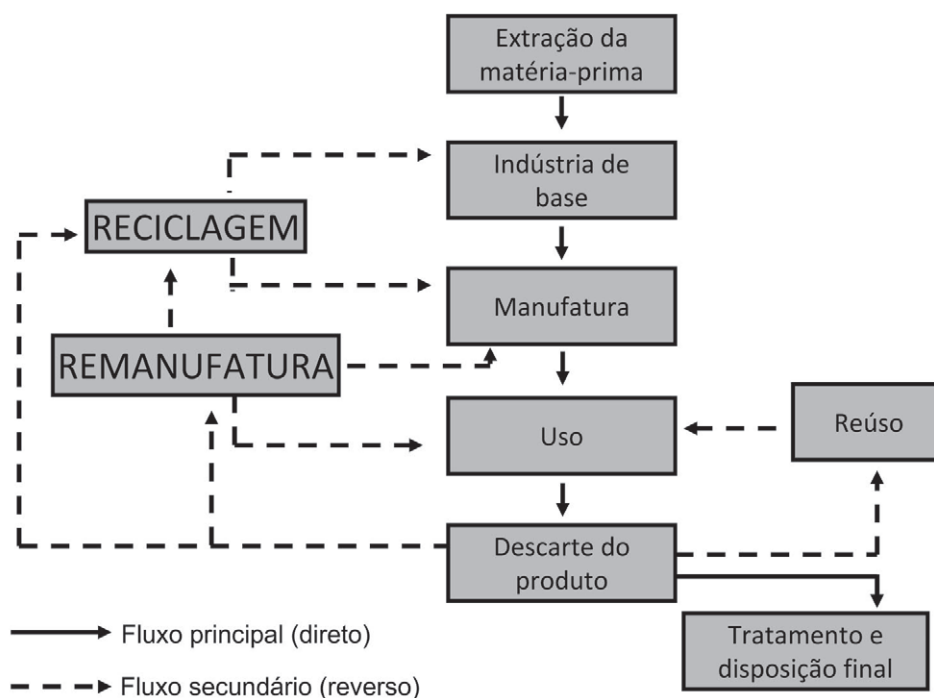 Extração da
matéria-prima
Indústria de
base
RECICLAGEM
Manufatura
REMANUFATURA
Uso
Reúso
Descarte do
produto
Fluxo principal (direto)
Tratamento e
disposição final
Fluxo secundário (reverso)